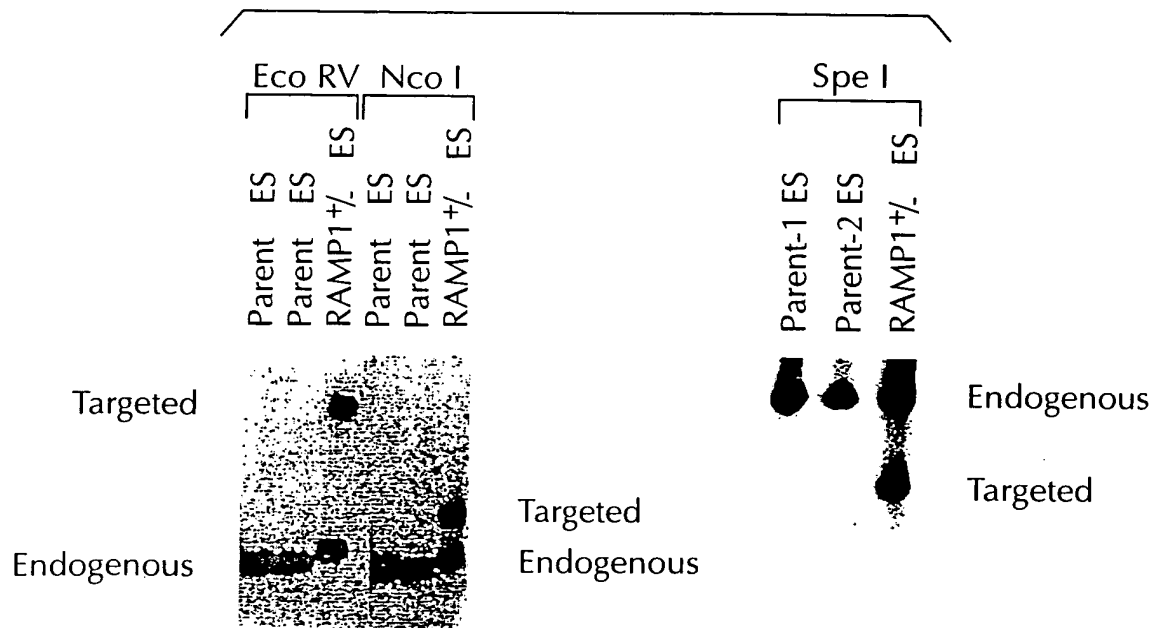 Eco RV
Nco I
Spe I
Parent ES
Parent ES
RAMP1+/- ES
Parent ES
Parent ES
RAMP1+/- ES
Parent-1 ES
Parent-2 ES
RAMP1+/- ES
Targeted
Endogenous
Targeted
Endogenous
Endogenous
Targeted